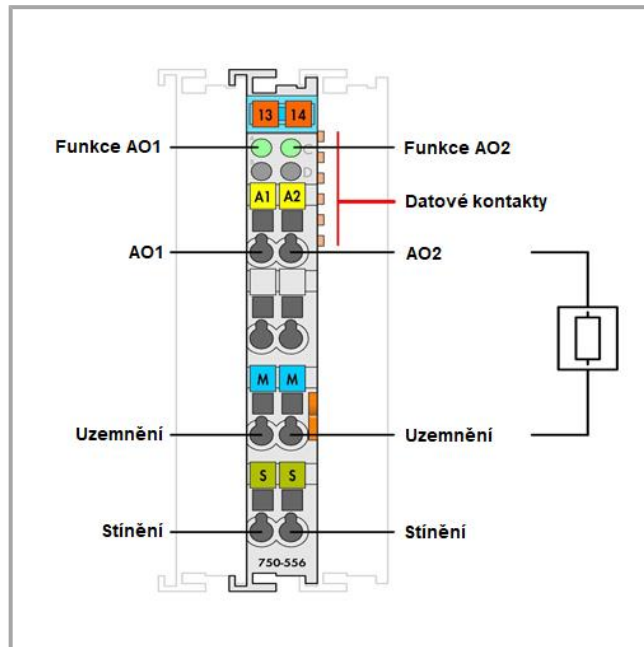 13 14
Funkce AO1
Funkce AO2
C
D
A1 A2
Datové kontakty
AO1
AO2
M M
Uzemnění
Uzemnění
S S
Stínění
Stínění
750-556